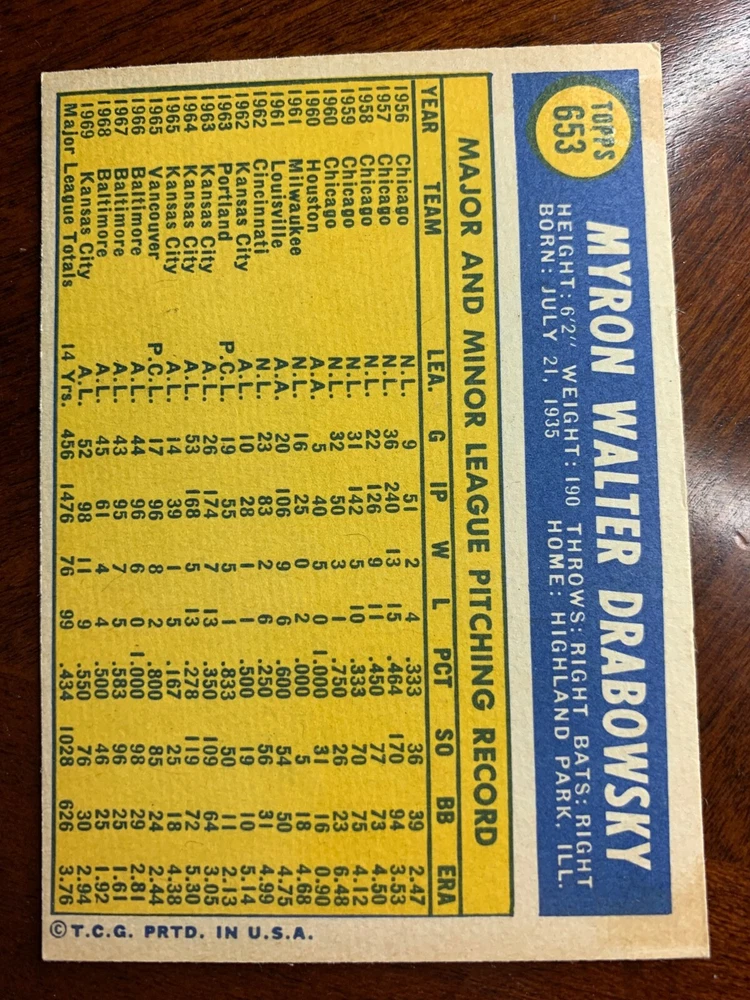 TOPPS
653
MYRON WALTER DRABOWSKY
HEIGHT: 6'2" WEIGHT: 190 THROWS: RIGHT BATS: RIGHT
BORN: JULY 21, 1935 HOME: HIGHLAND PARK, ILL.
MAJOR AND MINOR LEAGUE PITCHING RECORD
YEAR TEAM LEA. G IP W L PCT SO BB ERA
1956 Chicago N.L. 9 51 2 4 .333 36 39 2.47
1957 Chicago N.L. 36 240 13 15 .464 170 94 3.53
1958 Chicago N.L. 22 126 9 11 .450 77 73 4.50
1959 Chicago N.L. 31 142 5 10 .333 70 75 4.12
1960 Chicago N.L. 32 50 3 1 .750 26 23 6.48
1960 Houston A.A. 5 40 5 0 1.000 31 16 0.90
1961 Milwaukee N.L. 16 25 0 2 .000 5 18 4.68
1961 Louisville A.A. 20 106 9 6 .600 54 50 4.75
1962 Cincinnati N.L. 23 83 2 6 .250 56 31 4.99
1962 Kansas City A.L. 10 28 1 1 .500 19 10 5.14
1963 Portland P.C.L. 19 55 5 1 .833 50 11 2.13
1963 Kansas City A.L. 26 174 7 13 .350 109 64 3.05
1964 Kansas City A.L. 53 168 5 13 .278 119 72 5.30
1965 Kansas City A.L. 14 39 1 5 .167 25 18 4.38
1965 Vancouver P.C.L. 17 96 8 2 .800 85 24 2.44
1966 Baltimore A.L. 44 96 6 0 1.000 98 29 2.81
1967 Baltimore A.L. 43 95 7 5 .583 96 25 1.61
1968 Baltimore A.L. 45 61 4 4 .500 46 25 1.92
1969 Kansas City A.L. 52 98 11 9 .550 76 30 2.94
Major League Totals 14 Yrs. 456 1476 76 99 .434 1028 626 3.76
© T.C.G. PRTD. IN U.S.A.